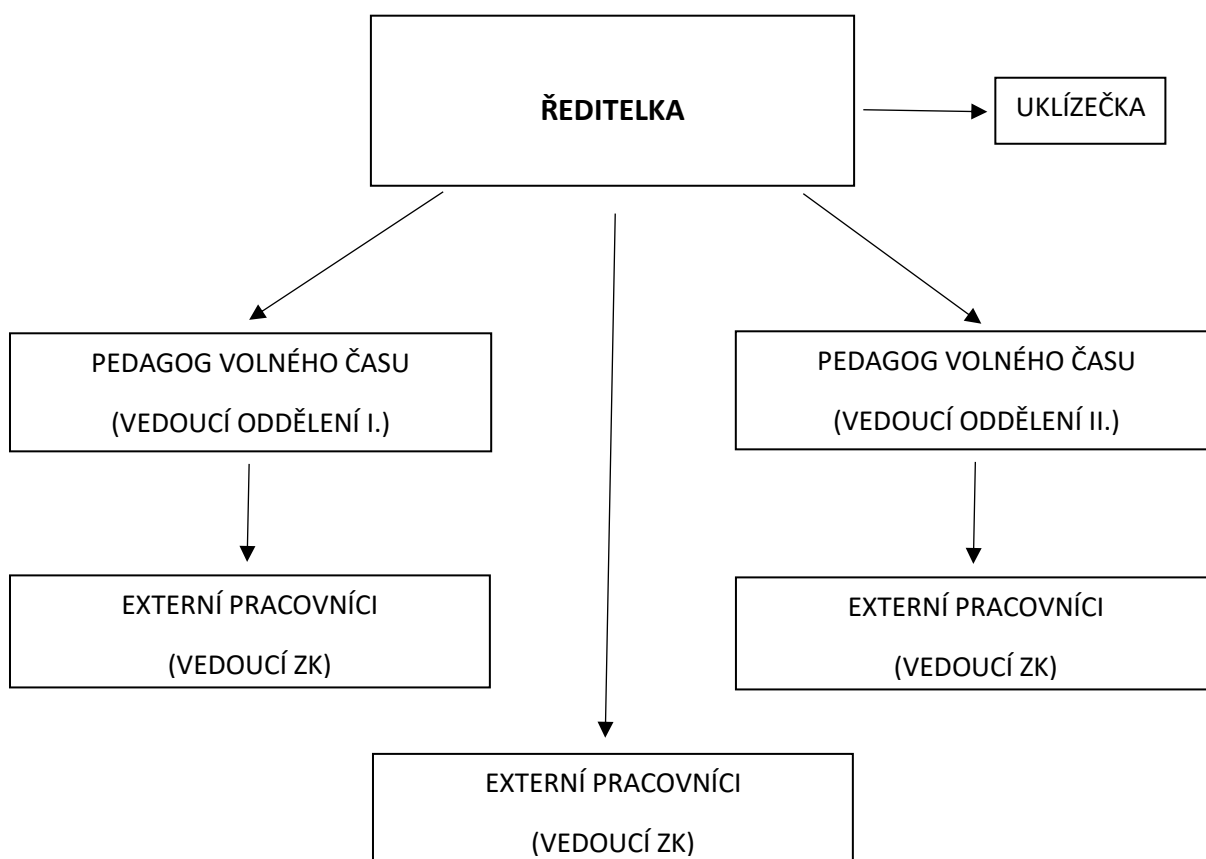 ŘEDITELKA
UKLÍZEČKA
PEDAGOG VOLNÉHO ČASU
(VEDOUCÍ ODDĚLENÍ I.)
PEDAGOG VOLNÉHO ČASU
(VEDOUCÍ ODDĚLENÍ II.)
EXTERNÍ PRACOVNÍCI
(VEDOUCÍ ZK)
EXTERNÍ PRACOVNÍCI
(VEDOUCÍ ZK)
EXTERNÍ PRACOVNÍCI
(VEDOUCÍ ZK)